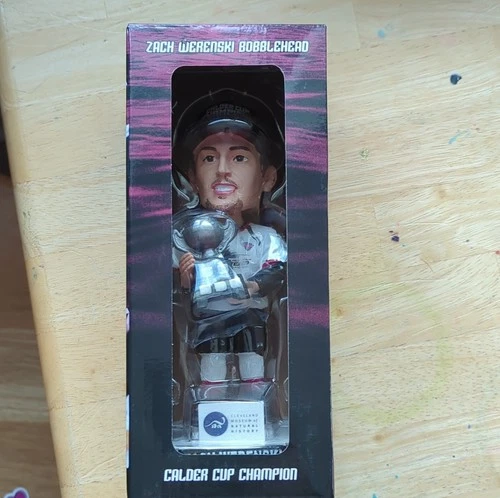 ZACH WERENSKI BOBBLEHEAD
CLEVELAND
MUSEUM OF
NATURAL
HISTORY
CALDER CUP CHAMPION